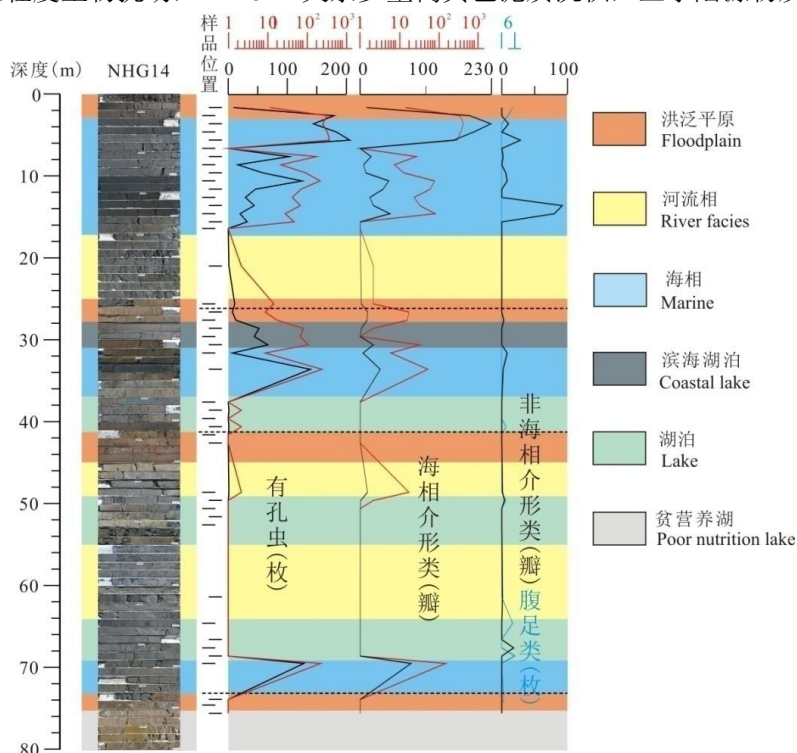 样品位置
1 10 10² 10³
1 10 10² 10³
6
深度(m) NHG14
0 100 200
0 100 230
0 100
0
10
20
30
40
50
60
70
80
有孔虫(枚)
海相介形类(瓣)
非海相介形类(瓣)
腹足类(枚)
洪泛平原
Floodplain
河流相
River facies
海相
Marine
滨海湖泊
Coastal lake
湖泊
Lake
贫营养湖
Poor nutrition lake